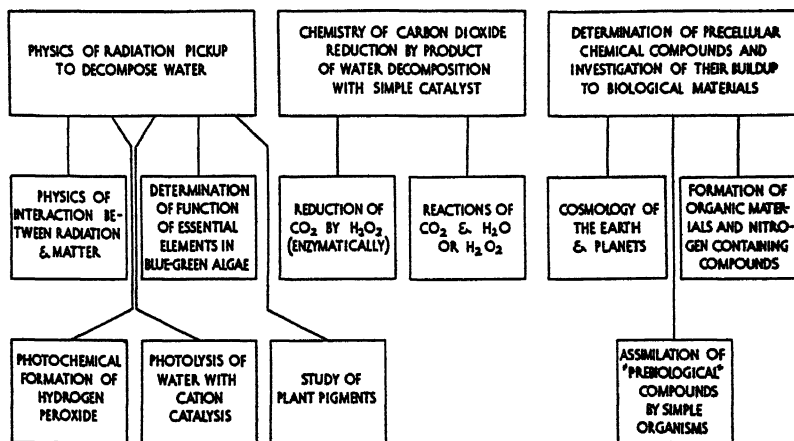 PHYSICS OF RADIATION PICKUP
TO DECOMPOSE WATER
CHEMISTRY OF CARBON DIOXIDE
REDUCTION BY PRODUCT
OF WATER DECOMPOSITION
WITH SIMPLE CATALYST
DETERMINATION OF PRECELLULAR
CHEMICAL COMPOUNDS AND
INVESTIGATION OF THEIR BUILDUP
TO BIOLOGICAL MATERIALS
PHYSICS OF
INTERACTION BE-
TWEEN RADIATION
& MATTER
DETERMINATION
OF FUNCTION
OF ESSENTIAL
ELEMENTS IN
BLUE-GREEN ALGAE
REDUCTION OF
CO₂ BY H₂O₂
(ENZYMATICALLY)
REACTIONS OF
CO₂ & H₂O
OR H₂O₂
COSMOLOGY OF
THE EARTH
& PLANETS
FORMATION OF
ORGANIC MATER-
IALS AND NITRO-
GEN CONTAINING
COMPOUNDS
PHOTOCHEMICAL
FORMATION OF
HYDROGEN
PEROXIDE
PHOTOLYSIS OF
WATER WITH
CATION
CATALYSIS
STUDY OF
PLANT PIGMENTS
ASSIMILATION OF
"PREBIOLOGICAL"
COMPOUNDS
BY SIMPLE
ORGANISMS